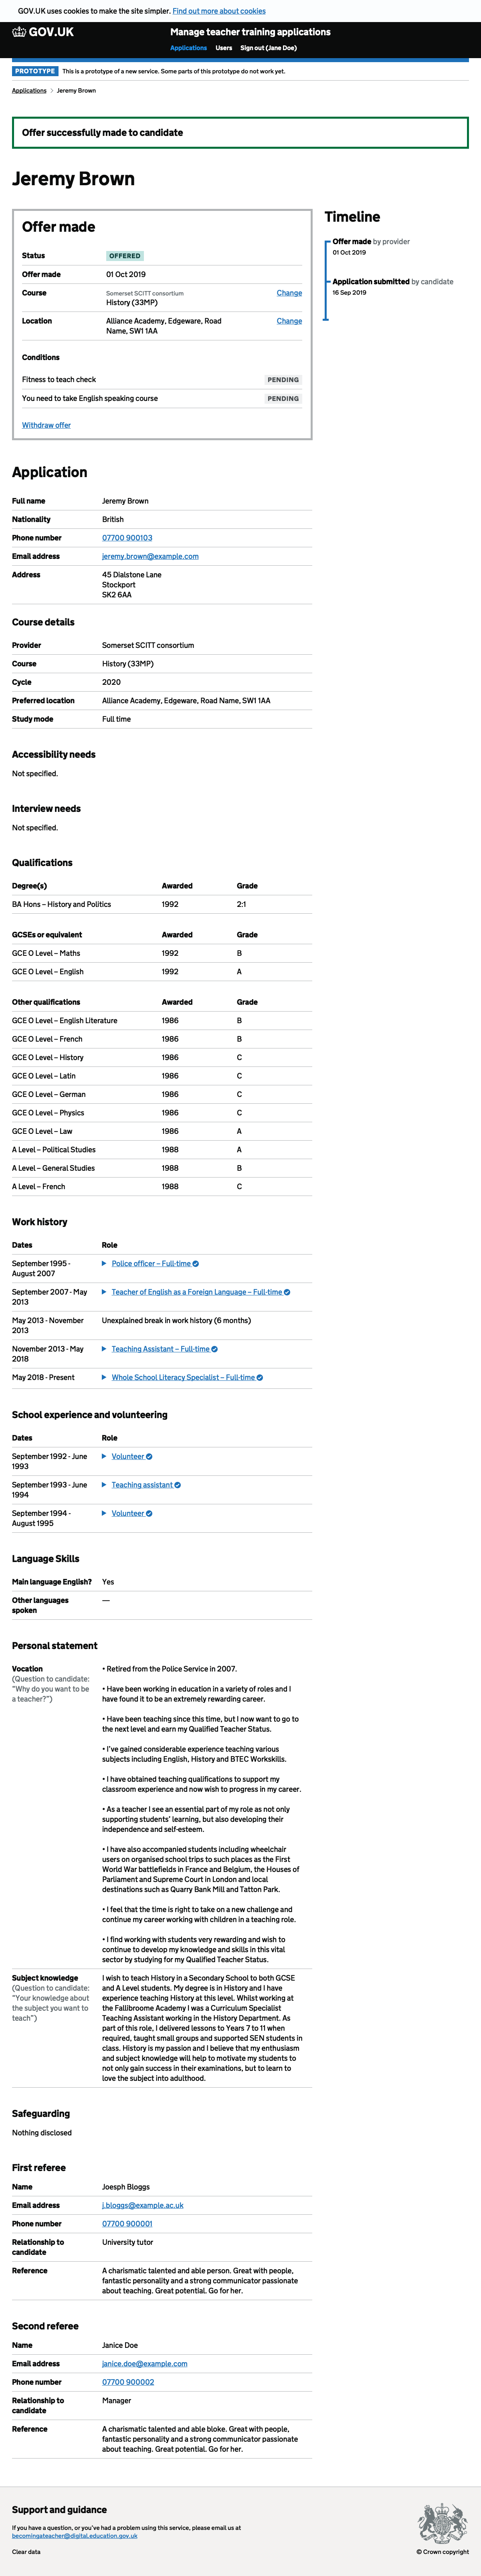 GOV.UK uses cookies to make the site simpler. Find out more about cookies
GOV.UK
Manage teacher training applications
Applications Users Sign out (Jane Doe)
PROTOTYPE This is a prototype of a new service. Some parts of this prototype do not work yet.
Applications > Jeremy Brown
Offer successfully made to candidate
Jeremy Brown
Offer made
Status OFFERED
Offer made 01 Oct 2019
Course Somerset SCITT consortium Change
History (33MP)
Location Alliance Academy, Edgeware, Road Change
Name, SW1 1AA
Conditions
Fitness to teach check PENDING
You need to take English speaking course PENDING
Withdraw offer
Timeline
Offer made by provider
01 Oct 2019
Application submitted by candidate
16 Sep 2019
Application
Full name Jeremy Brown
Nationality British
Phone number 07700 900103
Email address jeremy.brown@example.com
Address 45 Dialstone Lane
Stockport
SK2 6AA
Course details
Provider Somerset SCITT consortium
Course History (33MP)
Cycle 2020
Preferred location Alliance Academy, Edgeware, Road Name, SW1 1AA
Study mode Full time
Accessibility needs
Not specified.
Interview needs
Not specified.
Qualifications
Degree(s) Awarded Grade
BA Hons – History and Politics 1992 2:1
GCSEs or equivalent Awarded Grade
GCE O Level – Maths 1992 B
GCE O Level – English 1992 A
Other qualifications Awarded Grade
GCE O Level – English Literature 1986 B
GCE O Level – French 1986 B
GCE O Level – History 1986 C
GCE O Level – Latin 1986 C
GCE O Level – German 1986 C
GCE O Level – Physics 1986 C
GCE O Level – Law 1986 A
A Level – Political Studies 1988 A
A Level – General Studies 1988 B
A Level – French 1988 C
Work history
Dates Role
September 1995 - Police officer – Full-time
August 2007
September 2007 - May Teacher of English as a Foreign Language – Full-time
2013
May 2013 - November Unexplained break in work history (6 months)
2013
November 2013 - May Teaching Assistant – Full-time
2018
May 2018 - Present Whole School Literacy Specialist – Full-time
School experience and volunteering
Dates Role
September 1992 - June Volunteer
1993
September 1993 - June Teaching assistant
1994
September 1994 - Volunteer
August 1995
Language Skills
Main language English? Yes
Other languages —
spoken
Personal statement
Vocation • Retired from the Police Service in 2007.
(Question to candidate:
“Why do you want to be • Have been working in education in a variety of roles and I
a teacher?”) have found it to be an extremely rewarding career.
• Have been teaching since this time, but I now want to go to
the next level and earn my Qualified Teacher Status.
• I’ve gained considerable experience teaching various
subjects including English, History and BTEC Workskills.
• I have obtained teaching qualifications to support my
classroom experience and now wish to progress in my career.
• As a teacher I see an essential part of my role as not only
supporting students’ learning, but also developing their
independence and self-esteem.
• I have also accompanied students including wheelchair
users on organised school trips to such places as the First
World War battlefields in France and Belgium, the Houses of
Parliament and Supreme Court in London and local
destinations such as Quarry Bank Mill and Tatton Park.
• I feel that the time is right to take on a new challenge and
continue my career working with children in a teaching role.
• I find working with students very rewarding and wish to
continue to develop my knowledge and skills in this vital
sector by studying for my Qualified Teacher Status.
Subject knowledge I wish to teach History in a Secondary School to both GCSE
(Question to candidate: and A Level students. My degree is in History and I have
“Your knowledge about experience teaching History at this level. Whilst working at
the subject you want to the Fallibroome Academy I was a Curriculum Specialist
teach”) Teaching Assistant working in the History Department. As
part of this role, I delivered lessons to Years 7 to 11 when
required, taught small groups and supported SEN students in
class. History is my passion and I believe that my enthusiasm
and subject knowledge will help to motivate my students to
not only gain success in their examinations, but to learn to
love the subject into adulthood.
Safeguarding
Nothing disclosed
First referee
Name Joesph Bloggs
Email address j.bloggs@example.ac.uk
Phone number 07700 900001
Relationship to University tutor
candidate
Reference A charismatic talented and able person. Great with people,
fantastic personality and a strong communicator passionate
about teaching. Great potential. Go for her.
Second referee
Name Janice Doe
Email address janice.doe@example.com
Phone number 07700 900002
Relationship to Manager
candidate
Reference A charismatic talented and able bloke. Great with people,
fantastic personality and a strong communicator passionate
about teaching. Great potential. Go for her.
Support and guidance
If you have a question, or you’ve had a problem using this service, please email us at
becomingateacher@digital.education.gov.uk
Clear data
© Crown copyright